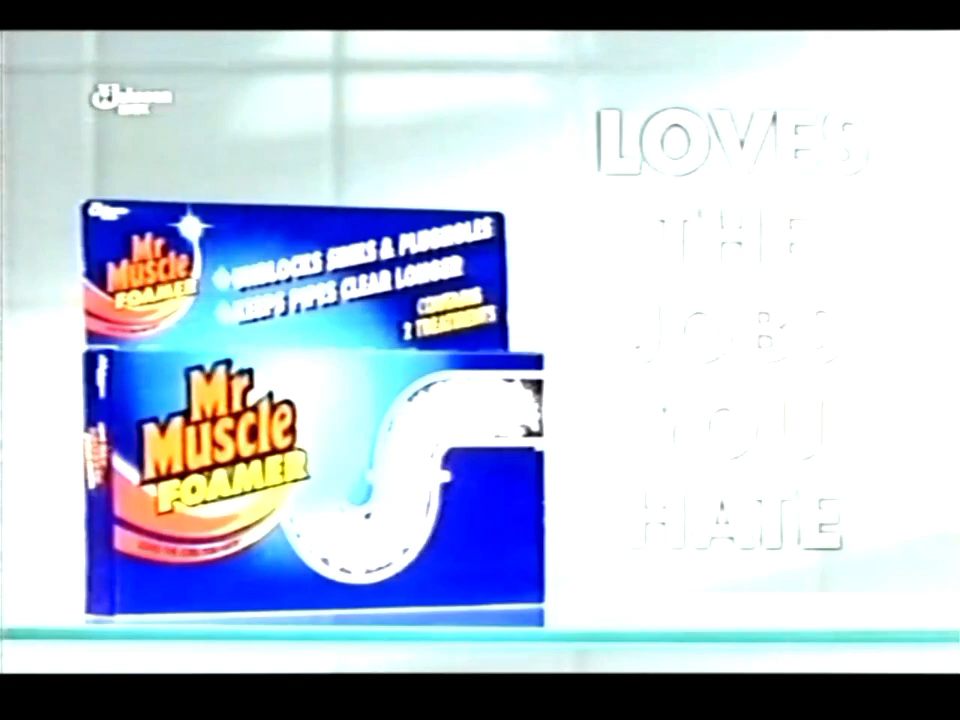 Johnson
LOVES
THE
JOBS
YOU
HATE
Mr
Muscle
FOAMER
UNBLOCKS SINKS & PLUGHOLES
KEEPS PIPES CLEAR LONGER
CONTAINS
2 TREATMENTS
Mr
Muscle
FOAMER